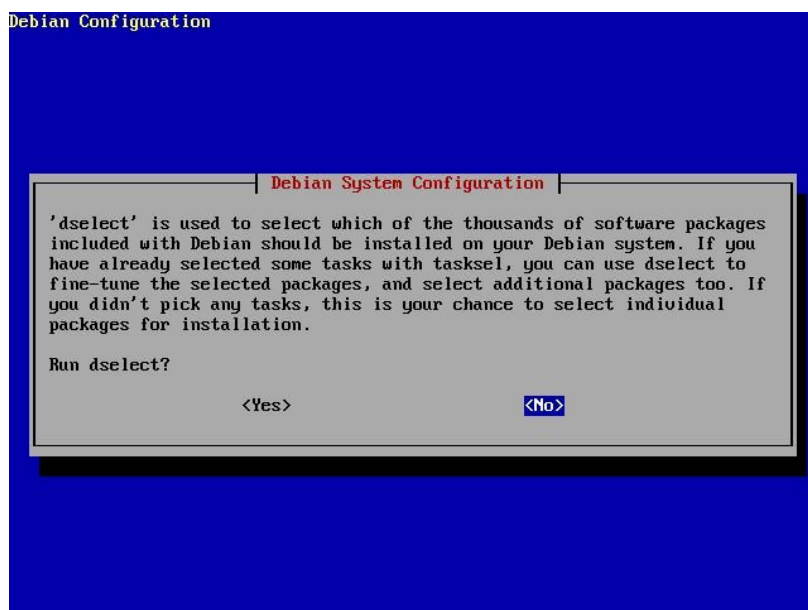 Debian Configuration
Debian System Configuration
'dselect' is used to select which of the thousands of software packages
included with Debian should be installed on your Debian system. If you
have already selected some tasks with tasksel, you can use dselect to
fine-tune the selected packages, and select additional packages too. If
you didn't pick any tasks, this is your chance to select individual
packages for installation.
Run dselect?
<Yes> <No>